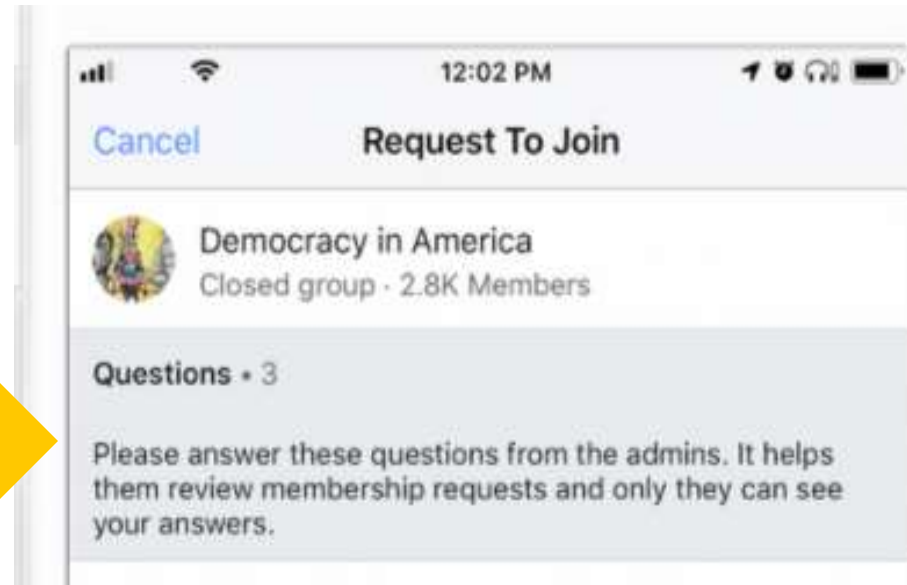 12:02 PM
Cancel Request To Join
Democracy in America
Closed group · 2.8K Members
Questions • 3
Please answer these questions from the admins. It helps
them review membership requests and only they can see
your answers.